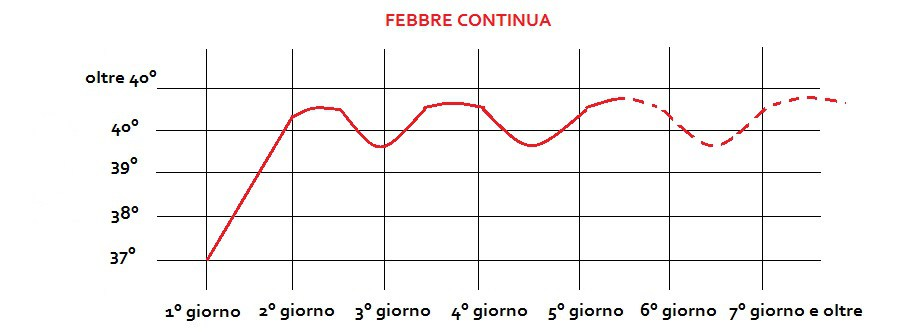 FEBBRE CONTINUA
oltre 40°
40°
39°
38°
37°
1° giorno 2° giorno 3° giorno 4° giorno 5° giorno 6° giorno 7° giorno e oltre